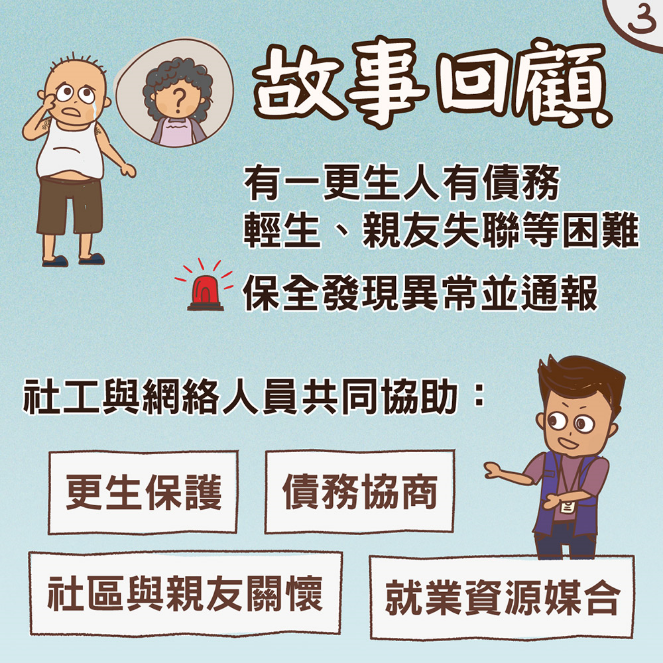 3
故事回顧
?
有一更生人有債務
輕生、親友失聯等困難
保全發現異常並通報
社工與網絡人員共同協助：
更生保護
債務協商
社區與親友關懷
就業資源媒合